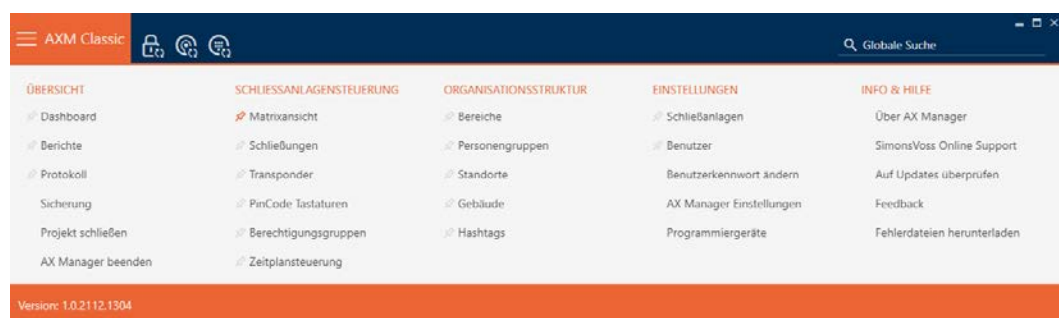 AXM Classic
Globale Suche
ÜBERSICHT
Dashboard
Berichte
Protokoll
Sicherung
Projekt schließen
AX Manager beenden
SCHLIESSANLAGENSTEUERUNG
Matrixansicht
Schließungen
Transponder
PinCode Tastaturen
Berechtigungsgruppen
Zeitplansteuerung
ORGANISATIONSSTRUKTUR
Bereiche
Personengruppen
Standorte
Gebäude
Hashtags
EINSTELLUNGEN
Schließanlagen
Benutzer
Benutzerkennwort ändern
AX Manager Einstellungen
Programmiergeräte
INFO & HILFE
Über AX Manager
SimonsVoss Online Support
Auf Updates überprüfen
Feedback
Fehlerdateien herunterladen
Version: 1.0.2112.1304